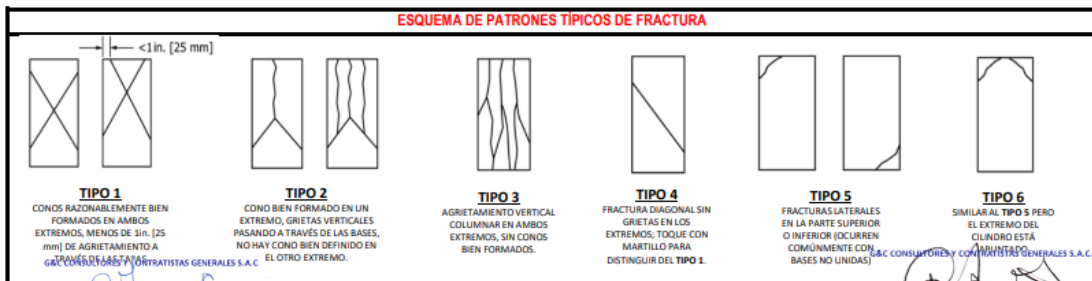 ESQUEMA DE PATRONES TÍPICOS DE FRACTURA
<1in. [25 mm]
TIPO 1
CONOS RAZONABLEMENTE BIEN
FORMADOS EN AMBOS
EXTREMOS, MENOS DE 1in. [25
mm] DE AGRIETAMIENTO A
TRAVÉS DE LAS TAPAS
G&C CONSULTORES Y CONTRATISTAS GENERALES S.A.C
TIPO 2
CONO BIEN FORMADO EN UN
EXTREMO, GRIETAS VERTICALES
PASANDO A TRAVÉS DE LAS BASES,
NO HAY CONO BIEN DEFINIDO EN
EL OTRO EXTREMO.
TIPO 3
AGRIETAMIENTO VERTICAL
COLUMNAR EN AMBOS
EXTREMOS, SIN CONOS
BIEN FORMADOS.
TIPO 4
FRACTURA DIAGONAL SIN
GRIETAS EN LOS
EXTREMOS; TOQUE CON
MARTILLO PARA
DISTINGUIR DEL TIPO 1.
TIPO 5
FRACTURAS LATERALES
EN LA PARTE SUPERIOR
O INFERIOR (OCURREN
COMÚNMENTE CON
BASES NO UNIDAS)
TIPO 6
SIMILAR AL TIPO 5 PERO
EL EXTREMO DEL
CILINDRO ESTÁ
APUNTADO
G&C CONSULTORES Y CONTRATISTAS GENERALES S.A.C.